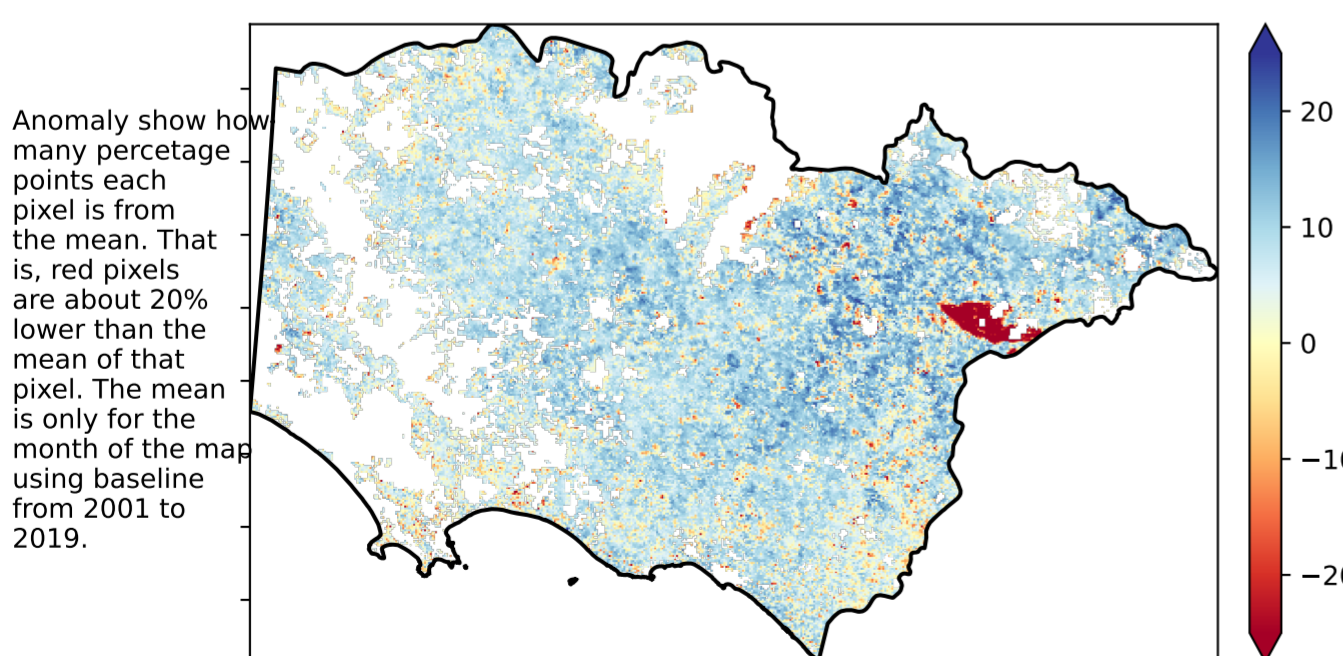 Anomaly show how
many percetage
points each
pixel is from
the mean. That
is, red pixels
are about 20%
lower than the
mean of that
pixel. The mean
is only for the
month of the map
using baseline
from 2001 to
2019.
20
10
0
−10
−20